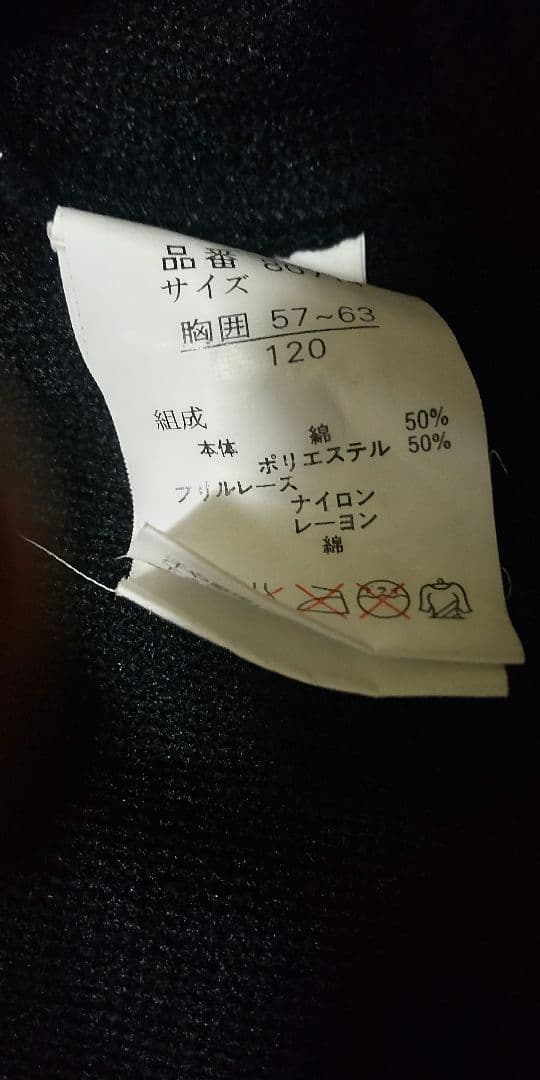 品番
サイズ
胸囲 57~63
120
組成
本体 綿 50%
ポリエステル 50%
フリルレース
ナイロン
レーヨン
綿